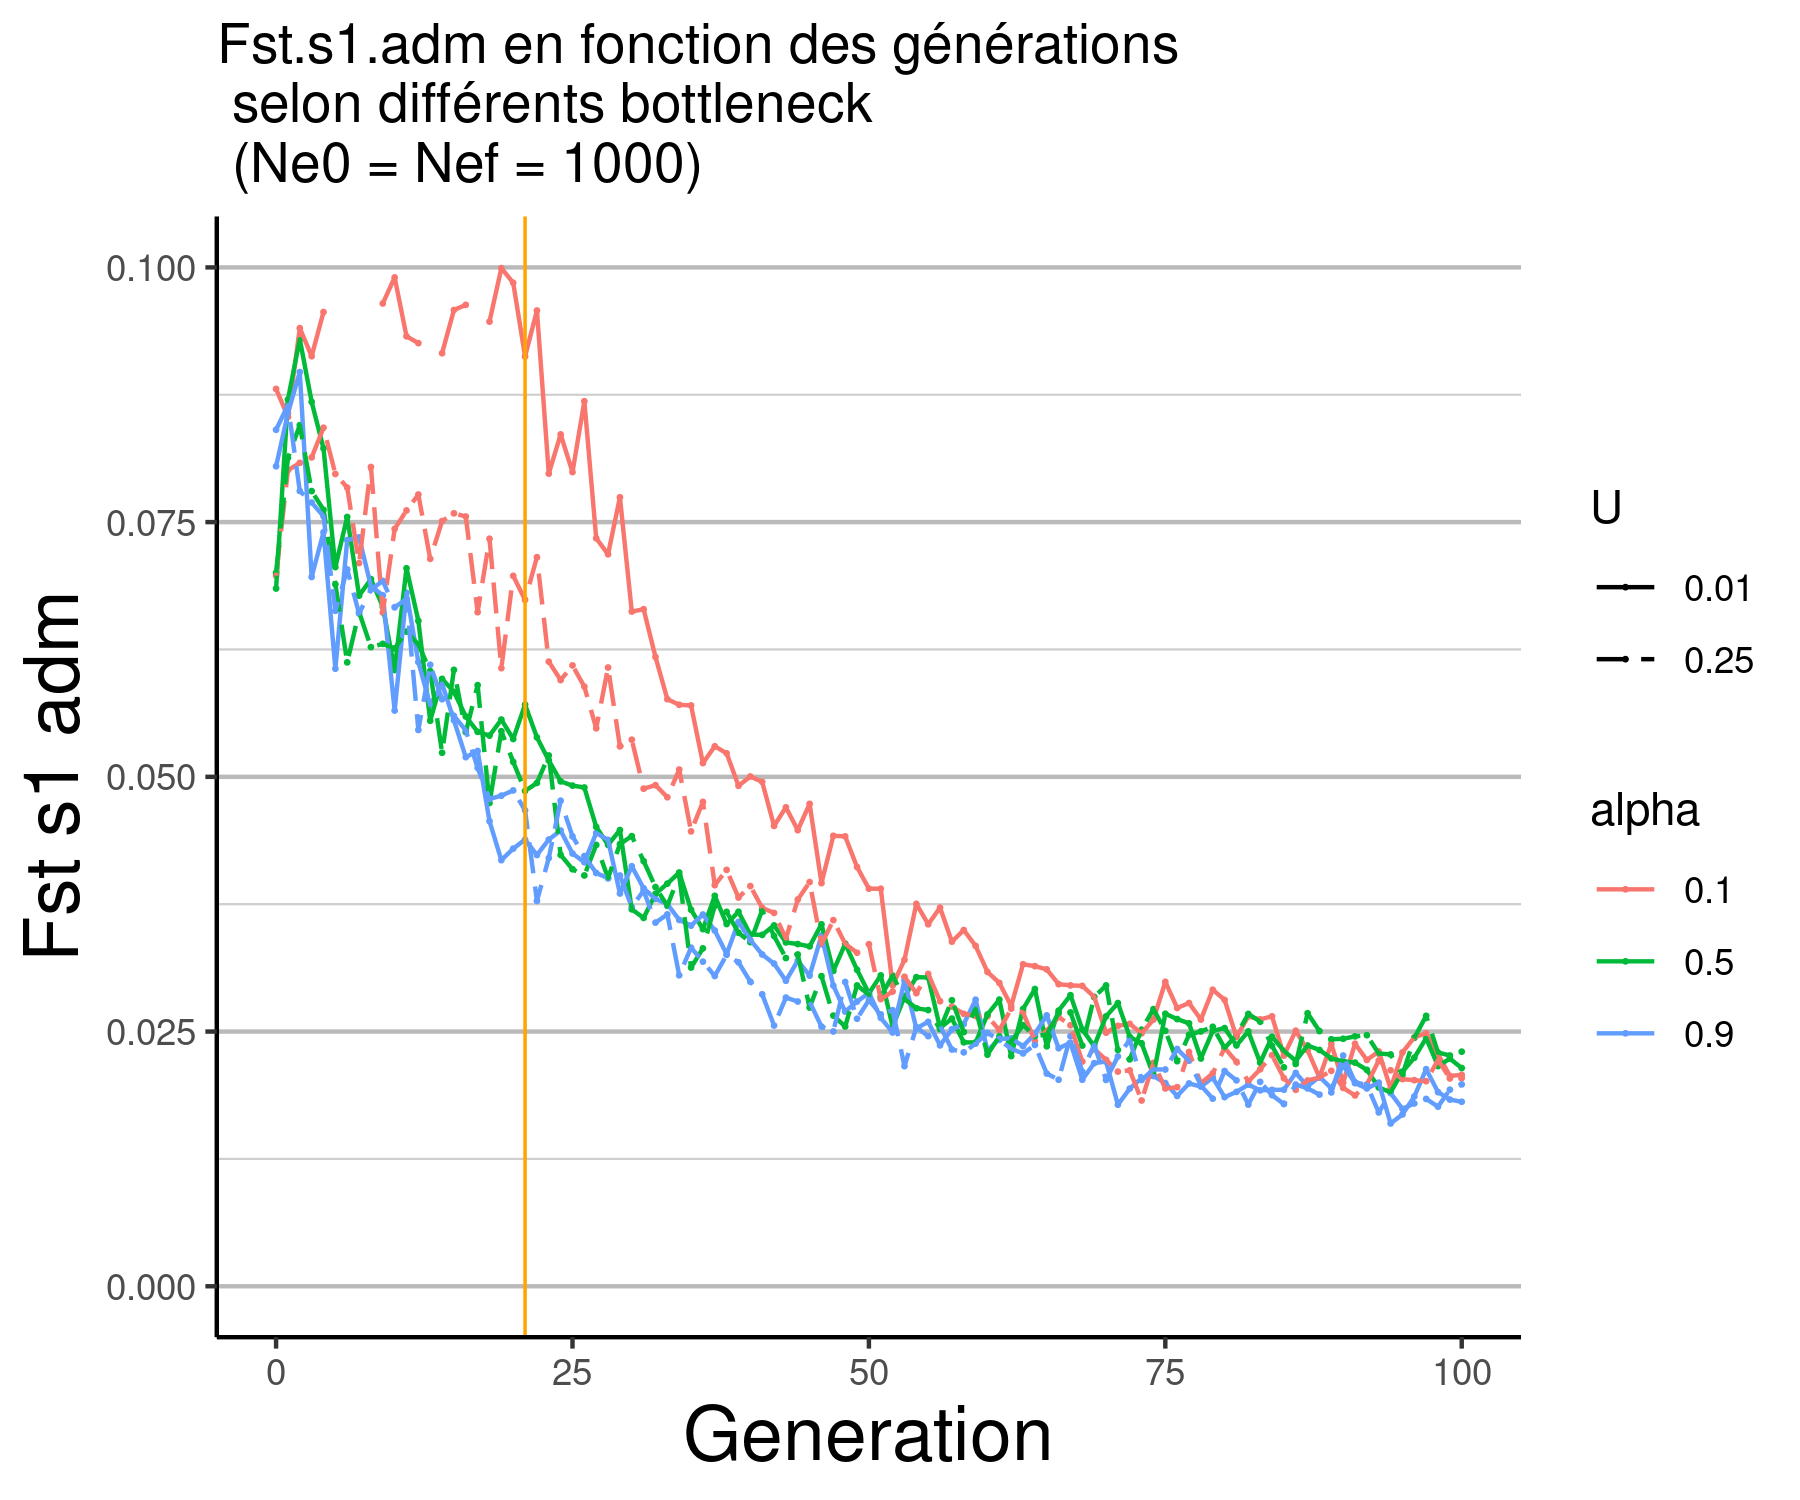 Fst.s1.adm en fonction des générations
selon différents bottleneck
(Ne0 = Nef = 1000)
Fst s1 adm
0.100
0.075
0.050
0.025
0.000
0 25 50 75 100
Generation
U
0.01
0.25
alpha
0.1
0.5
0.9